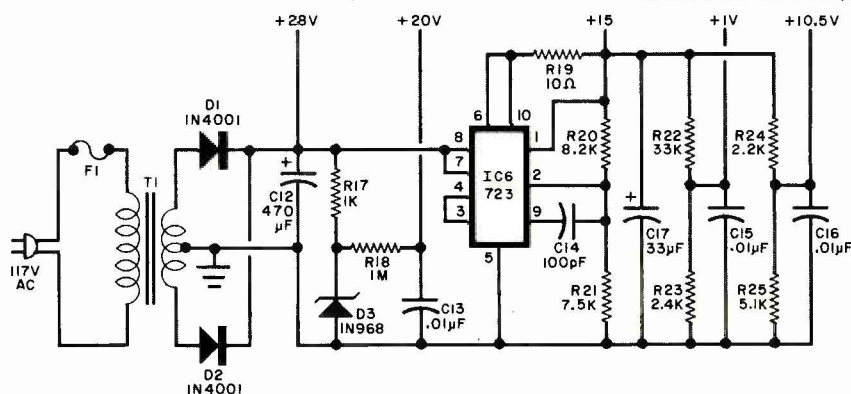 +28V
+20V
+15
+1V
+10.5V
D1
1N4001
F1
T1
117V
AC
D2
1N4001
+
C12
470
µF
R17
1K
R18
1M
D3
1N968
C13
.01µF
R19
10Ω
6
10
8
7
4
3
1
2
9
5
IC6
723
C14
100pF
R20
8.2K
R21
7.5K
+
C17
33µF
R22
33K
R23
2.4K
C15
.01µF
R24
2.2K
R25
5.1K
C16
.01µF